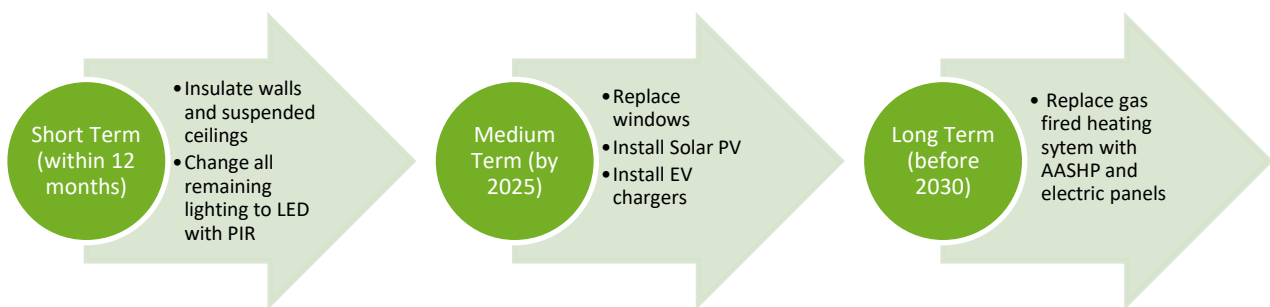 Short Term
(within 12
months)
•Insulate walls
and suspended
ceilings
•Change all
remaining
lighting to LED
with PIR
Medium
Term (by
2025)
•Replace
windows
•Install Solar PV
•Install EV
chargers
Long Term
(before
2030)
• Replace gas
fired heating
sytem with
AASHP and
electric panels